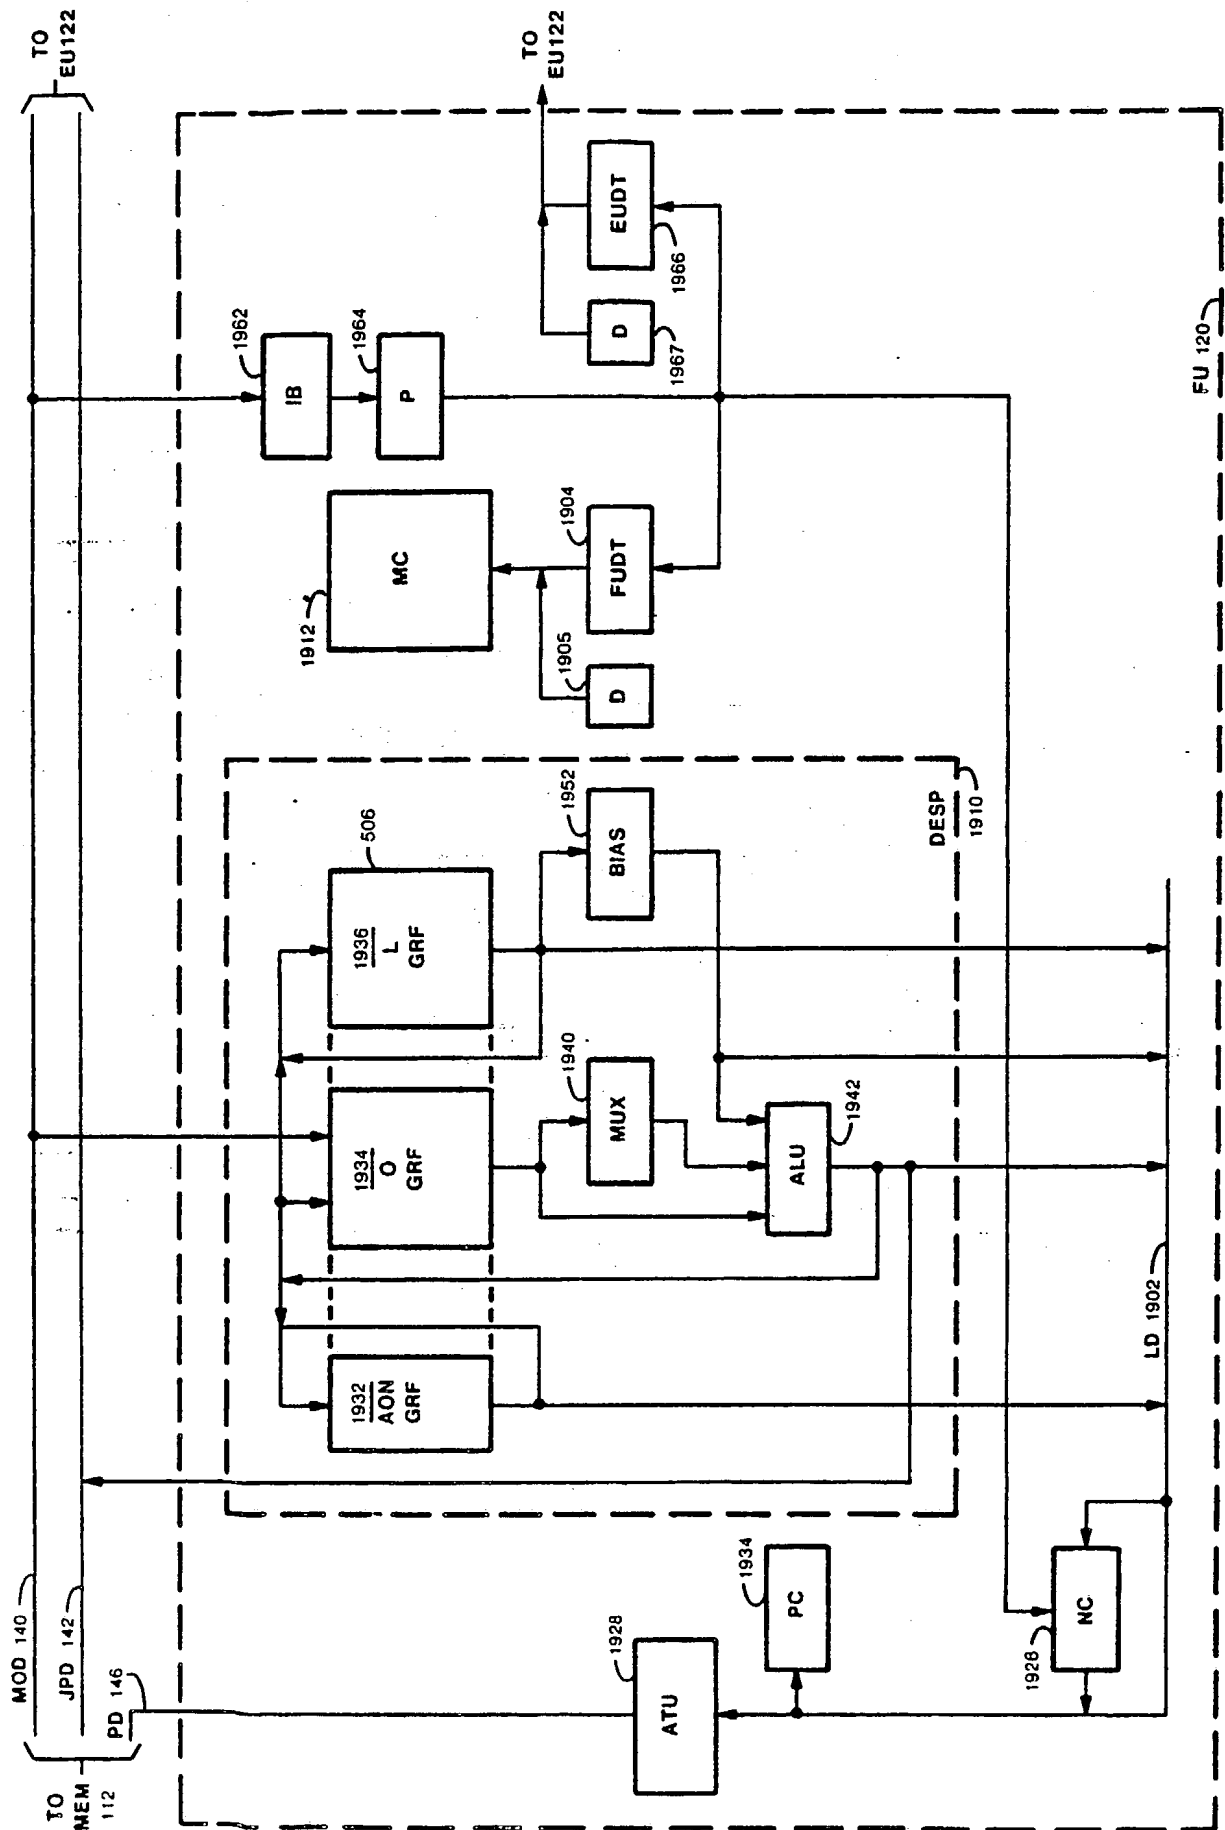 TO
MEM
112
MOD 140
JPD 142
PD 146
TO
EU122
TO
EU122
1928
ATU
1934
PC
1926
NC
LD 1902
FU 120
DESP
1910
1932
AON
GRF
1934
O
GRF
1936
L
GRF
506
1940
MUX
1942
ALU
1952
BIAS
1912
MC
1905
D
1904
FUDT
1962
IB
1964
P
1967
D
1966
EUDT